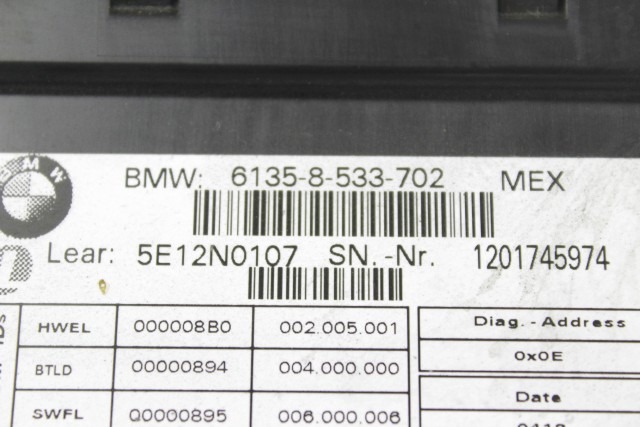 BMW
BMW: 6135-8-533-702 MEX
Lear: 5E12N0107 SN.-Nr. 1201745974
HWEL 000008B0 002.005.001 Diag.-Address
0x0E
BTLD 00000894 004.000.000
Date
SWFL 00000895 006.000.006